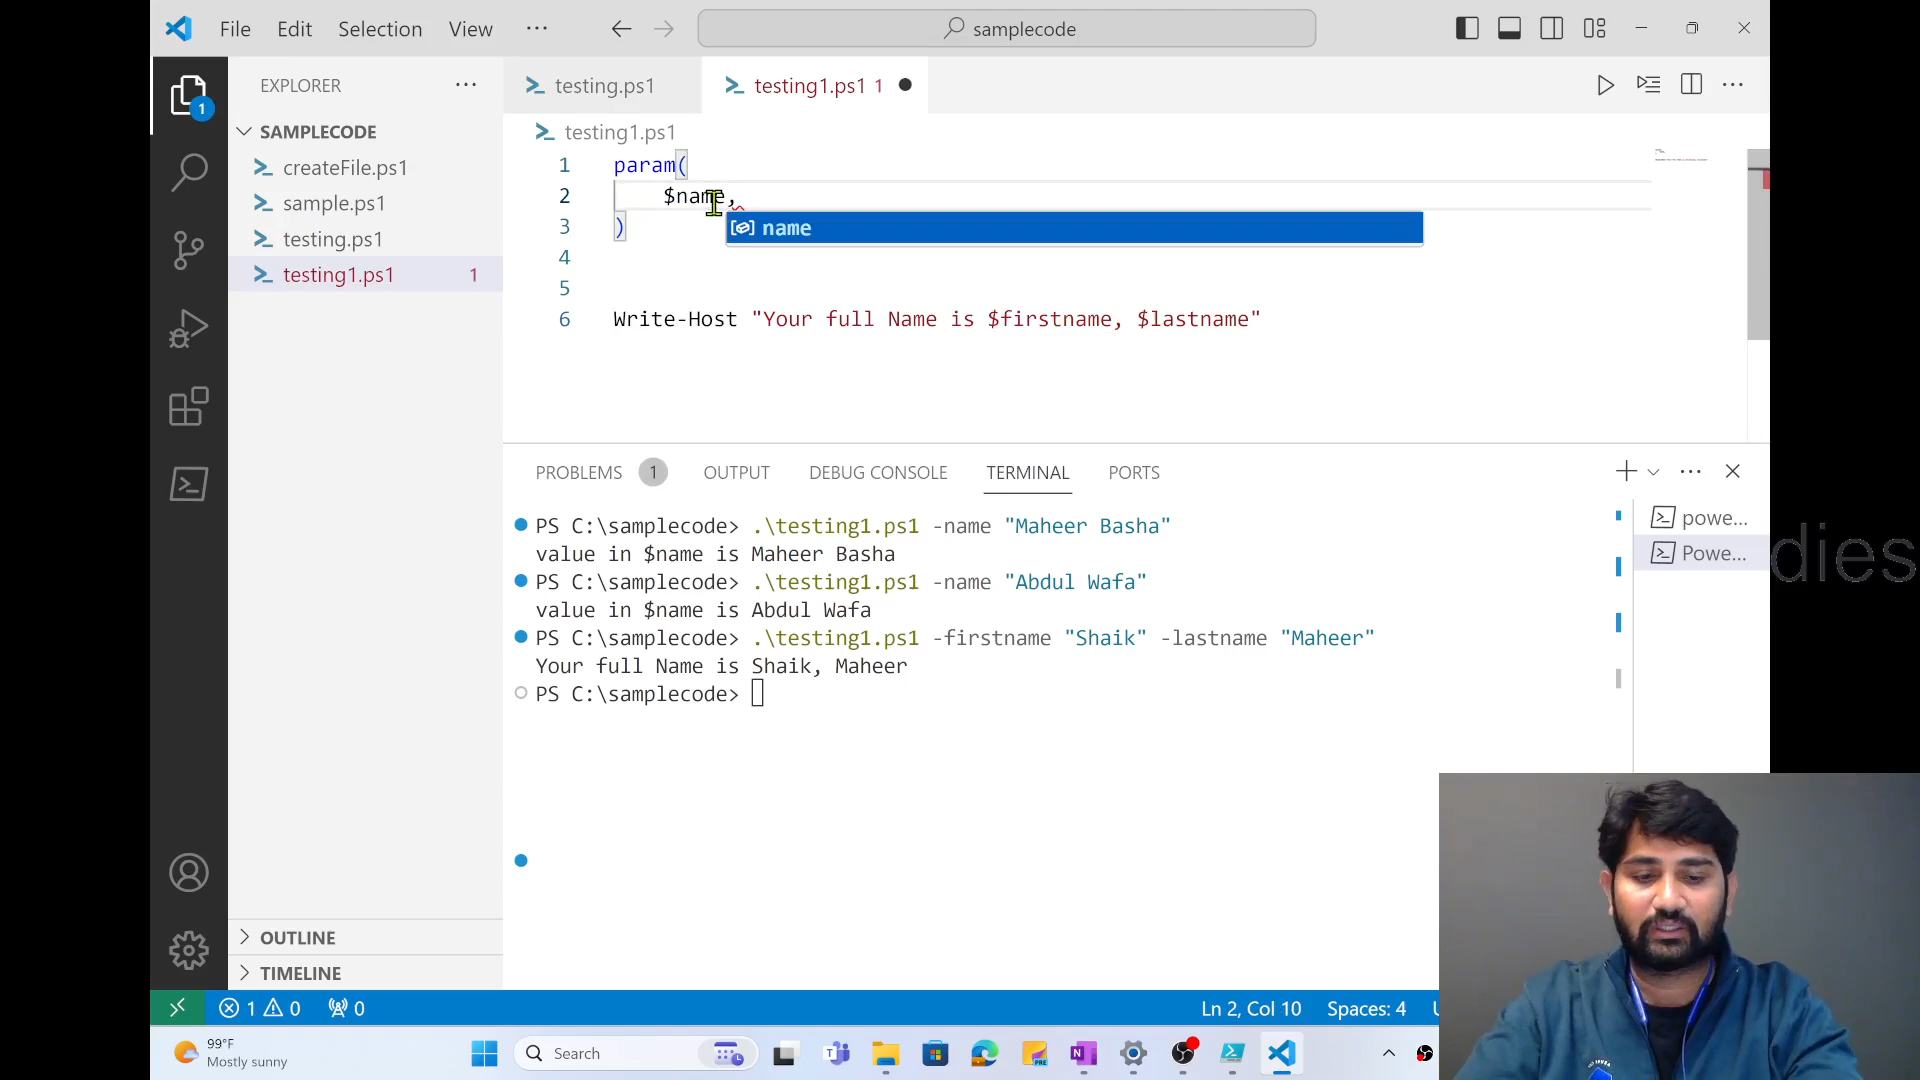 File Edit Selection View ··· samplecode
EXPLORER ···
SAMPLECODE
createFile.ps1
sample.ps1
testing.ps1
testing1.ps1 1
OUTLINE
TIMELINE
1
testing.ps1 testing1.ps1 1
testing1.ps1
1 param(
2 $name,
3 )
name
4
5
6 Write-Host "Your full Name is $firstname, $lastname"
PROBLEMS 1 OUTPUT DEBUG CONSOLE TERMINAL PORTS
PS C:\samplecode> .\testing1.ps1 -name "Maheer Basha"
value in $name is Maheer Basha
PS C:\samplecode> .\testing1.ps1 -name "Abdul Wafa"
value in $name is Abdul Wafa
PS C:\samplecode> .\testing1.ps1 -firstname "Shaik" -lastname "Maheer"
Your full Name is Shaik, Maheer
PS C:\samplecode>
powe...
Powe...
dies
1 0 0 Ln 2, Col 10 Spaces: 4
99°F
Mostly sunny
Search
PRE